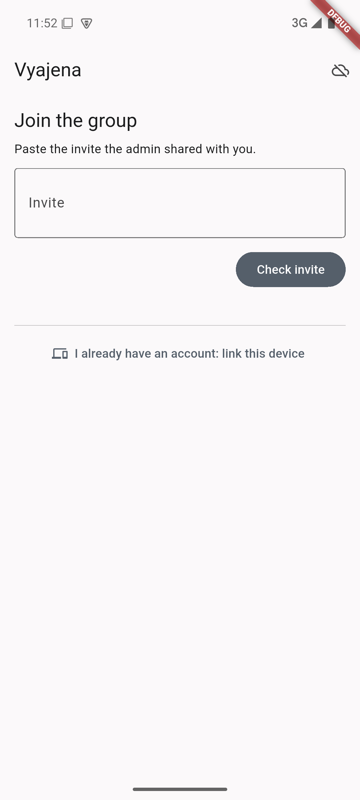 11:52
3G
DEBUG
Vyajena
Join the group
Paste the invite the admin shared with you.
Invite
Check invite
I already have an account: link this device